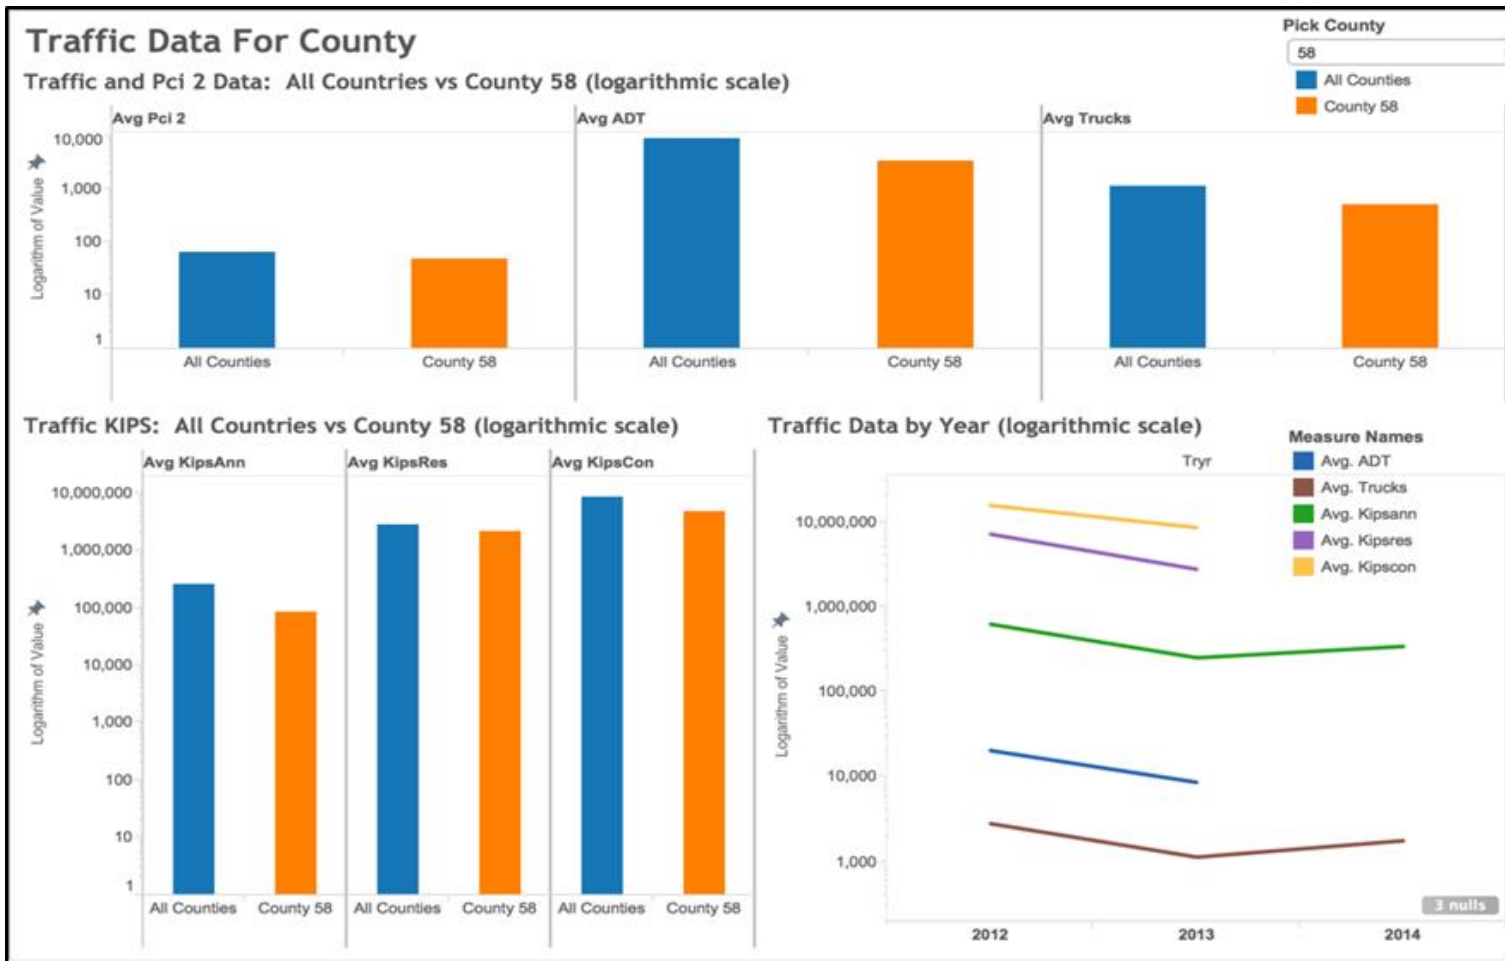 Traffic Data For County
Pick County
58
All Counties
County 58
Traffic and Pci 2 Data: All Countries vs County 58 (logarithmic scale)
Avg Pci 2
Avg ADT
Avg Trucks
Logarithm of Value
10,000
1,000
100
10
1
All Counties
County 58
All Counties
County 58
All Counties
County 58
Traffic KIPS: All Countries vs County 58 (logarithmic scale)
Avg KipsAnn
Avg KipsRes
Avg KipsCon
Logarithm of Value
10,000,000
1,000,000
100,000
10,000
1,000
100
10
1
All Counties
County 58
All Counties
County 58
All Counties
County 58
Traffic Data by Year (logarithmic scale)
Tryr
Measure Names
Avg. ADT
Avg. Trucks
Avg. Kipsann
Avg. Kipsres
Avg. Kipscon
Logarithm of Value
10,000,000
1,000,000
100,000
10,000
1,000
3 nulls
2012
2013
2014